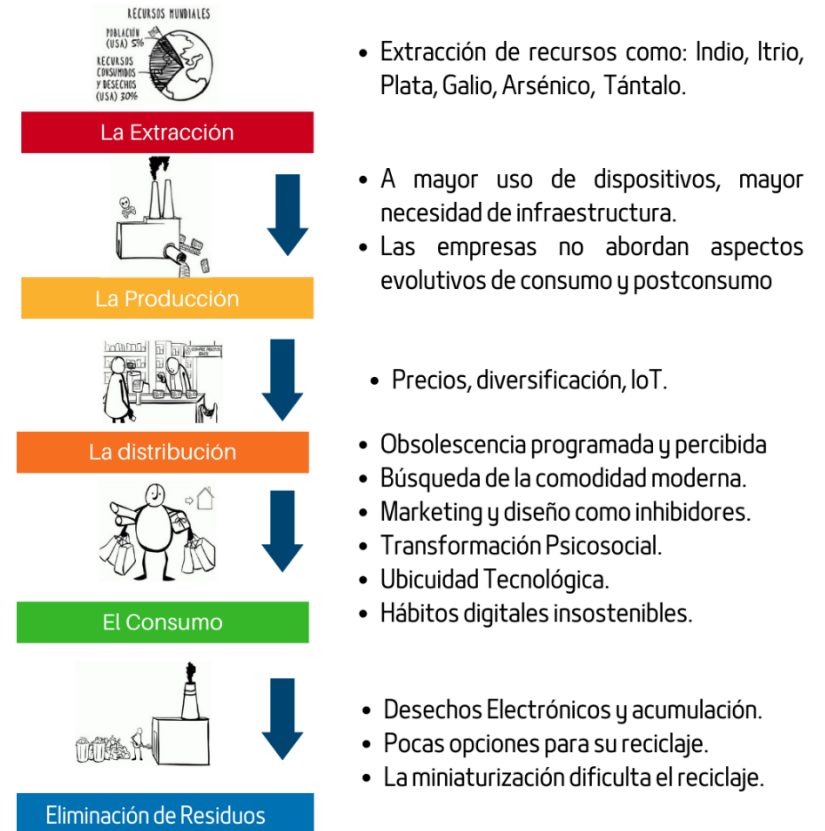 RECURSOS MUNDIALES
POBLACIÓN
(USA) 5%
RECURSOS
CONSUMIDOS
Y DESECHOS
(USA) 30%
La Extracción
• Extracción de recursos como: Indio, Itrio,
Plata, Galio, Arsénico, Tántalo.
• A mayor uso de dispositivos, mayor
necesidad de infraestructura.
• Las empresas no abordan aspectos
evolutivos de consumo y postconsumo
La Producción
• Precios, diversificación, IoT.
La distribución
• Obsolescencia programada y percibida
• Búsqueda de la comodidad moderna.
• Marketing y diseño como inhibidores.
• Transformación Psicosocial.
• Ubicuidad Tecnológica.
• Hábitos digitales insostenibles.
El Consumo
• Desechos Electrónicos y acumulación.
• Pocas opciones para su reciclaje.
• La miniaturización dificulta el reciclaje.
Eliminación de Residuos